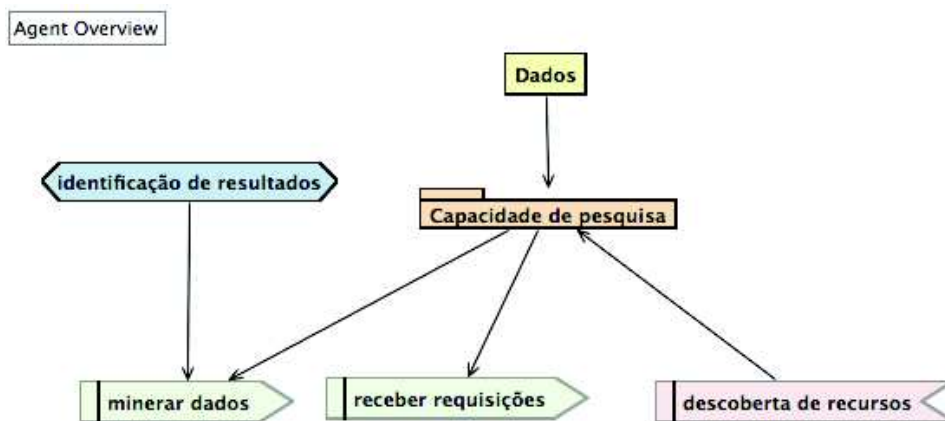 Agent Overview
Dados
identificação de resultados
Capacidade de pesquisa
minerar dados
receber requisições
descoberta de recursos